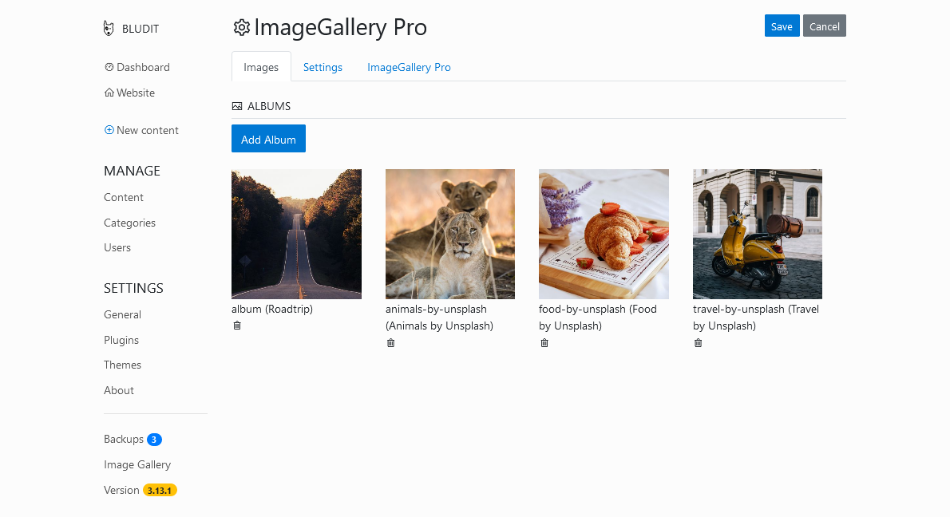 BLUDIT
Dashboard
Website
New content
MANAGE
Content
Categories
Users
SETTINGS
General
Plugins
Themes
About
Backups 3
Image Gallery
Version 3.13.1
ImageGallery Pro
Save Cancel
Images Settings ImageGallery Pro
ALBUMS
Add Album
album (Roadtrip)
animals-by-unsplash
(Animals by Unsplash)
food-by-unsplash (Food
by Unsplash)
travel-by-unsplash (Travel
by Unsplash)